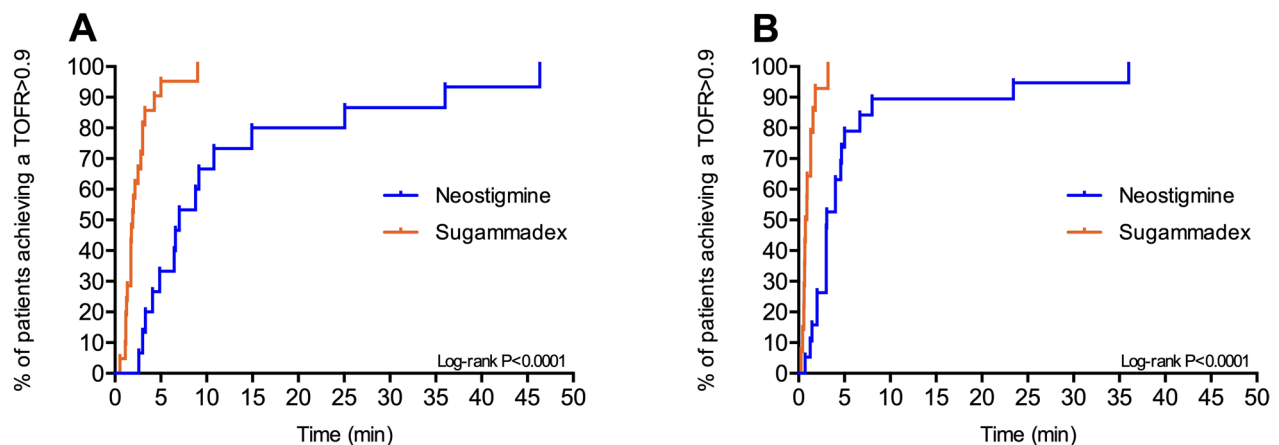 A
% of patients achieving a TOFR>0.9
100
90
80
70
60
50
40
30
20
10
0
Neostigmine
Sugammadex
Log-rank P<0.0001
0 5 10 15 20 25 30 35 40 45 50
Time (min)
B
% of patients achieving a TOFR>0.9
100
90
80
70
60
50
40
30
20
10
0
Neostigmine
Sugammadex
Log-rank P<0.0001
0 5 10 15 20 25 30 35 40 45 50
Time (min)